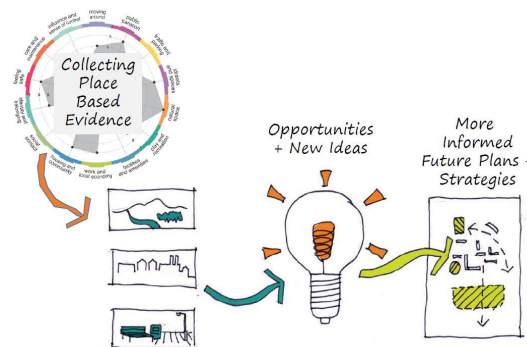 moving
around
public
transport
traffic and
parking
streets
and spaces
natural
space
play and
recreation
facilities
and amenities
work and
local economy
housing and
community
social
contact
identity and
belonging
feeling
safe
care and
maintenance
influence and
sense of control
Collecting
Place
Based
Evidence
Opportunities
+ New Ideas
More
Informed
Future Plans +
Strategies